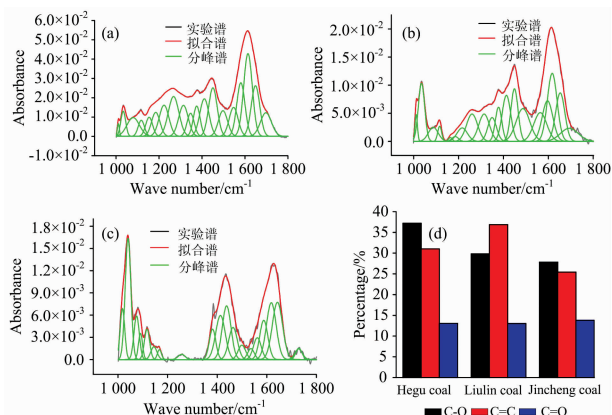 (a)
实验谱
拟合谱
分峰谱
Absorbance
6.0×10⁻²
5.0×10⁻²
4.0×10⁻²
3.0×10⁻²
2.0×10⁻²
1.0×10⁻²
0.0
-1.0×10⁻²
1 000 1 200 1 400 1 600 1 800
Wave number/cm⁻¹
(b)
实验谱
拟合谱
分峰谱
Absorbance
2.0×10⁻²
1.5×10⁻²
1.0×10⁻²
5.0×10⁻³
0.0
1 000 1 200 1 400 1 600 1 800
Wave number/cm⁻¹
(c)
实验谱
拟合谱
分峰谱
Absorbance
1.8×10⁻²
1.5×10⁻²
1.2×10⁻²
9.0×10⁻³
6.0×10⁻³
3.0×10⁻³
0.0
1 000 1 200 1 400 1 600 1 800
Wave number/cm⁻¹
(d)
Percentage/%
40
35
30
25
20
15
10
5
0
Hegu coal Liulin coal Jincheng coal
C-O C=C C=O